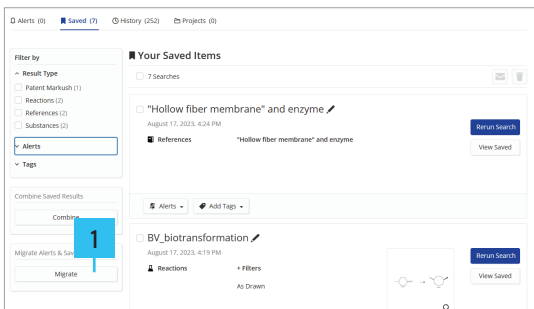 Alerts (0) Saved (7) History (252) Projects (0)
Filter by
Result Type
Patent Markush (1)
Reactions (2)
References (2)
Substances (2)
Alerts
Tags
Combine Saved Results
Combine
Migrate Alerts & Sav
Migrate
1
Your Saved Items
7 Searches
"Hollow fiber membrane" and enzyme
August 17, 2023, 4:24 PM
References "Hollow fiber membrane" and enzyme
Rerun Search
View Saved
Alerts Add Tags
BV_biotransformation
August 17, 2023, 4:19 PM
Reactions + Filters
As Drawn
Rerun Search
View Saved